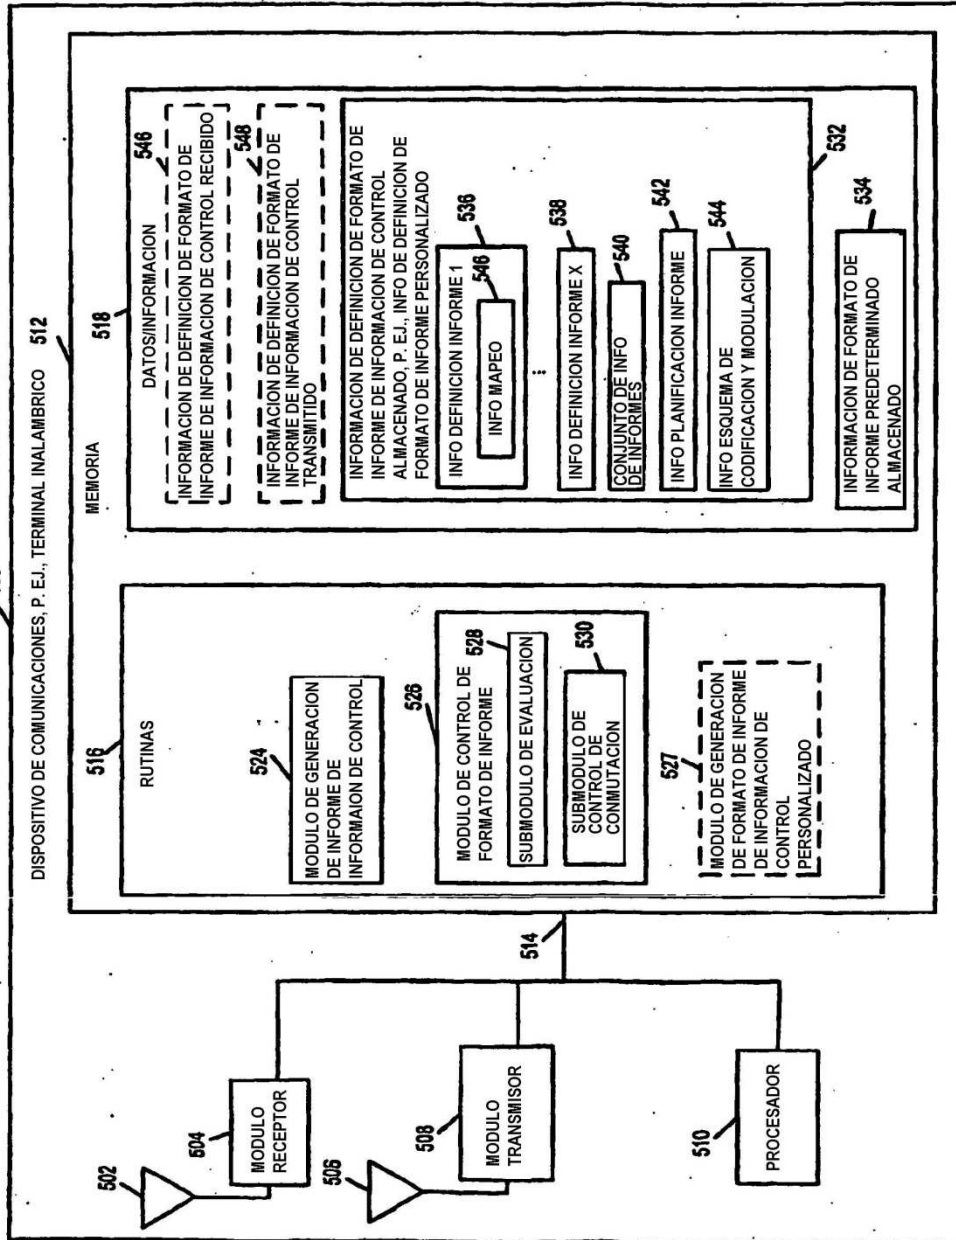 DISPOSITIVO DE COMUNICACIONES, P. EJ., TERMINAL INALAMBRICO
512
502
504
MODULO
RECEPTOR
506
508
MODULO
TRANSMISOR
510
PROCESADOR
514
MEMORIA
516
RUTINAS
524
MODULO DE GENERACION
DE INFORME DE
INFORMAION DE CONTROL
526
MODULO DE CONTROL DE
FORMATO DE INFORME
528
SUBMODULO DE EVALUACION
530
SUBMODULO DE
CONTROL DE
CONMUTACION
527
MODULO DE GENERACION
DE FORMATO DE INFORME
DE INFORMACION DE
CONTROL
PERSONALIZADO
518
DATOS/INFORMACION
546
INFORMACION DE DEFINICION DE FORMATO DE
INFORME DE INFORMACION DE CONTROL RECIBIDO
548
INFORMACION DE DEFINICION DE FORMATO DE
INFORME DE INFORMACION DE CONTROL
TRANSMITIDO
INFORMACION DE DEFINICION DE FORMATO DE
INFORME DE INFORMACION DE CONTROL
ALMACENADO, P. EJ., INFO DE DEFINICION DE
FORMATO DE INFORME PERSONALIZADO
536
INFO DEFINICION INFORME 1
546
INFO MAPEO
...
538
INFO DEFINICION INFORME X
540
CONJUNTO DE INFO
DE INFORMES
542
INFO PLANIFICACION INFORME
544
INFO ESQUEMA DE
CODIFICACION Y MODULACION
532
534
INFORMACION DE FORMATO DE
INFORME PREDETERMINADO
ALMACENADO